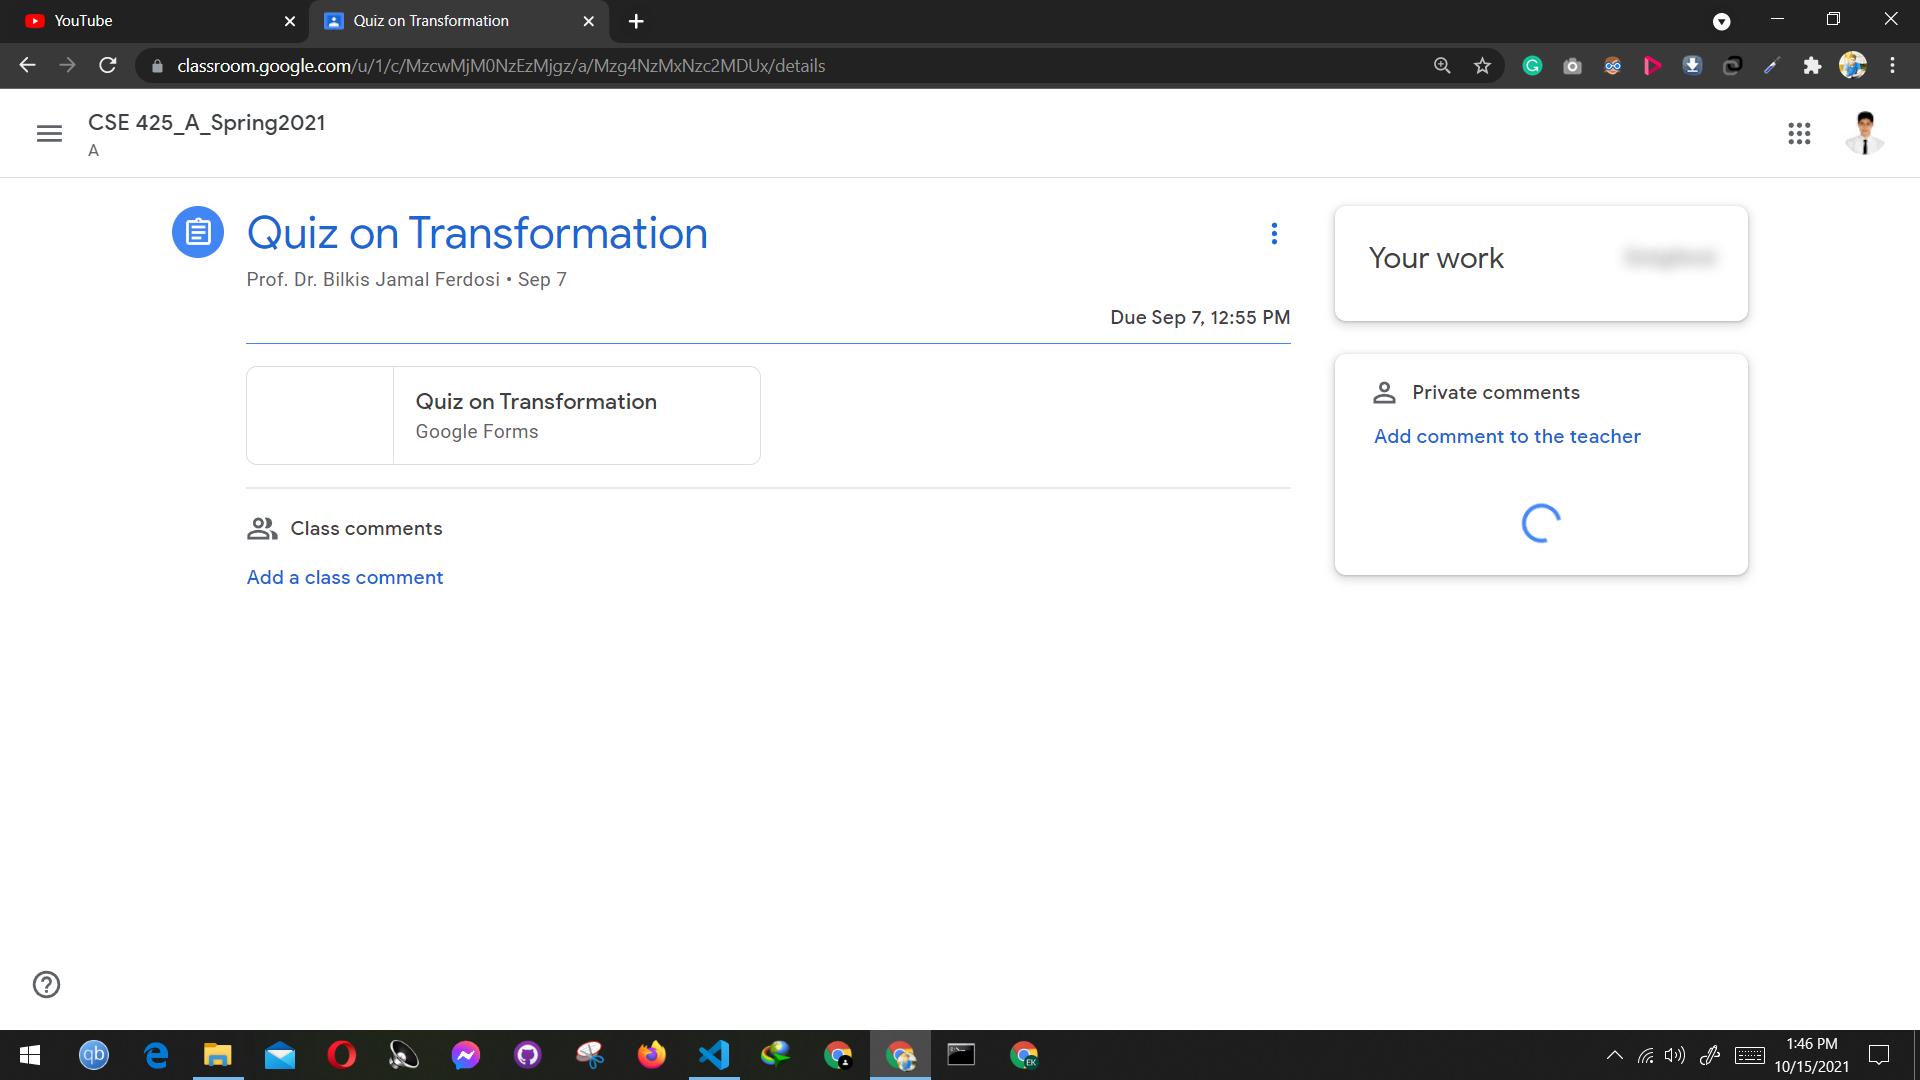 YouTube
Quiz on Transformation
classroom.google.com/u/1/c/MzcwMjM0NzEzMjgz/a/Mzg4NzMxNzc2MDUx/details
CSE 425_A_Spring2021
A
Quiz on Transformation
Prof. Dr. Bilkis Jamal Ferdosi • Sep 7
Due Sep 7, 12:55 PM
Quiz on Transformation
Google Forms
Class comments
Add a class comment
Your work
Private comments
Add comment to the teacher
qb
EK
1:46 PM
10/15/2021